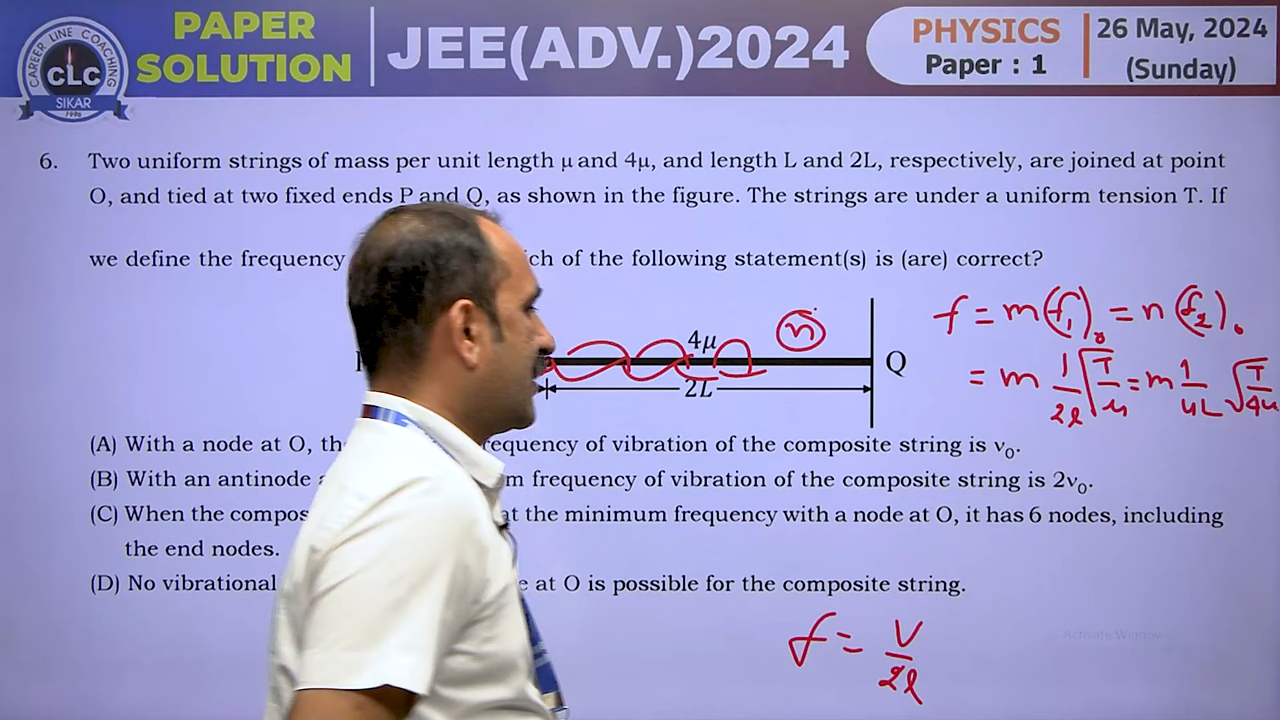 CAREER LINE COACHING
CLC
SIKAR
1996
PAPER
SOLUTION
JEE(ADV.)2024
PHYSICS
Paper : 1
26 May, 2024
(Sunday)
6. Two uniform strings of mass per unit length μ and 4μ, and length L and 2L, respectively, are joined at point
O, and tied at two fixed ends P and Q, as shown in the figure. The strings are under a uniform tension T. If
we define the frequency ch of the following statement(s) is (are) correct?
4μ
n
Q
2L
f = m(f₁)₀ = n(f₂)₀
= m 1/2l √T/μ = m 1/4L √T/4μ
(A) With a node at O, th requency of vibration of the composite string is ν₀.
(B) With an antinode m frequency of vibration of the composite string is 2ν₀.
(C) When the compos at the minimum frequency with a node at O, it has 6 nodes, including
the end nodes.
(D) No vibrational e at O is possible for the composite string.
f = V/2l
Activate Window